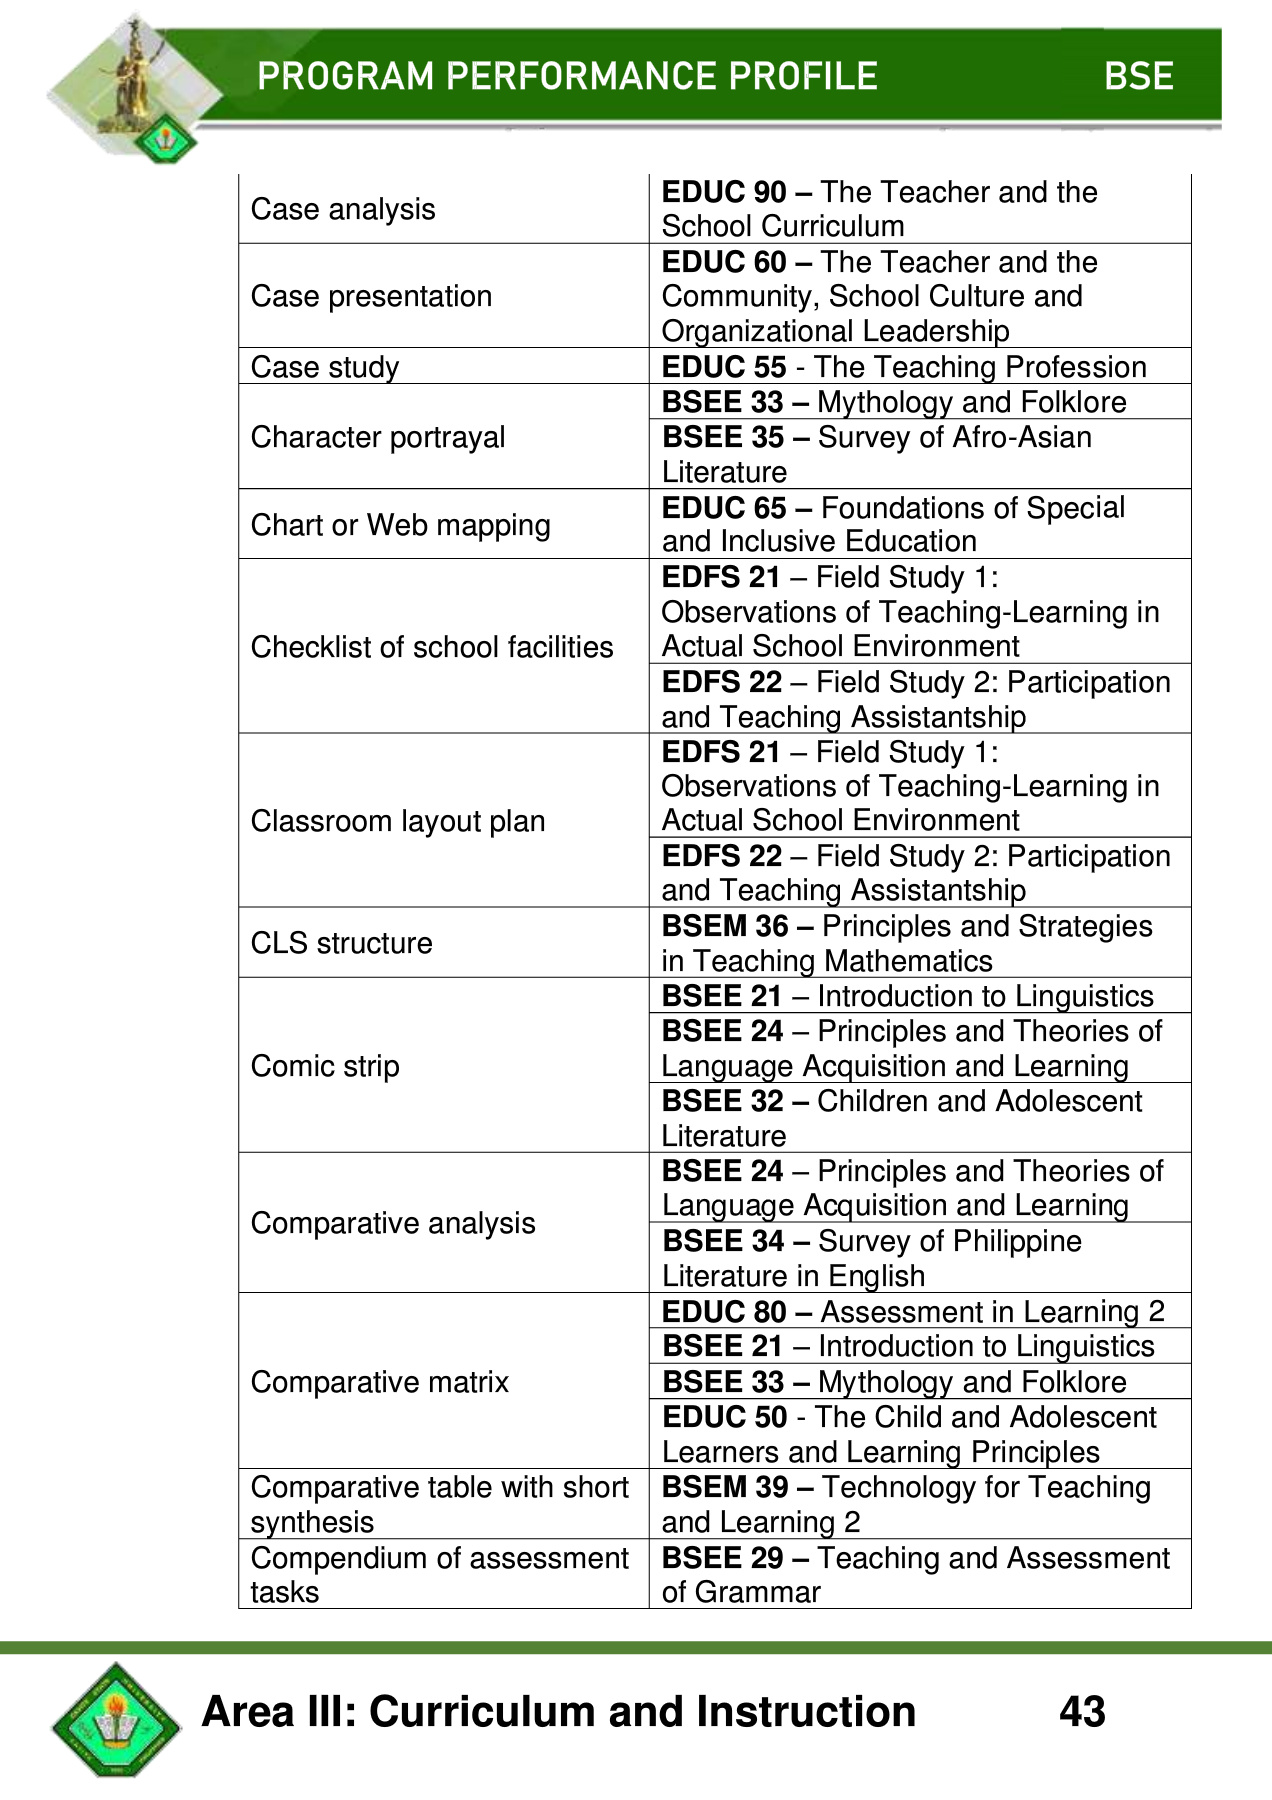 PROGRAM PERFORMANCE PROFILE BSE
Case analysis
EDUC 90 – The Teacher and the
School Curriculum
Case presentation
EDUC 60 – The Teacher and the
Community, School Culture and
Organizational Leadership
Case study
EDUC 55 - The Teaching Profession
Character portrayal
BSEE 33 – Mythology and Folklore
BSEE 35 – Survey of Afro-Asian
Literature
Chart or Web mapping
EDUC 65 – Foundations of Special
and Inclusive Education
Checklist of school facilities
EDFS 21 – Field Study 1:
Observations of Teaching-Learning in
Actual School Environment
EDFS 22 – Field Study 2: Participation
and Teaching Assistantship
Classroom layout plan
EDFS 21 – Field Study 1:
Observations of Teaching-Learning in
Actual School Environment
EDFS 22 – Field Study 2: Participation
and Teaching Assistantship
CLS structure
BSEM 36 – Principles and Strategies
in Teaching Mathematics
Comic strip
BSEE 21 – Introduction to Linguistics
BSEE 24 – Principles and Theories of
Language Acquisition and Learning
BSEE 32 – Children and Adolescent
Literature
Comparative analysis
BSEE 24 – Principles and Theories of
Language Acquisition and Learning
BSEE 34 – Survey of Philippine
Literature in English
Comparative matrix
EDUC 80 – Assessment in Learning 2
BSEE 21 – Introduction to Linguistics
BSEE 33 – Mythology and Folklore
EDUC 50 - The Child and Adolescent
Learners and Learning Principles
Comparative table with short
synthesis
BSEM 39 – Technology for Teaching
and Learning 2
Compendium of assessment
tasks
BSEE 29 – Teaching and Assessment
of Grammar
Area III: Curriculum and Instruction 43